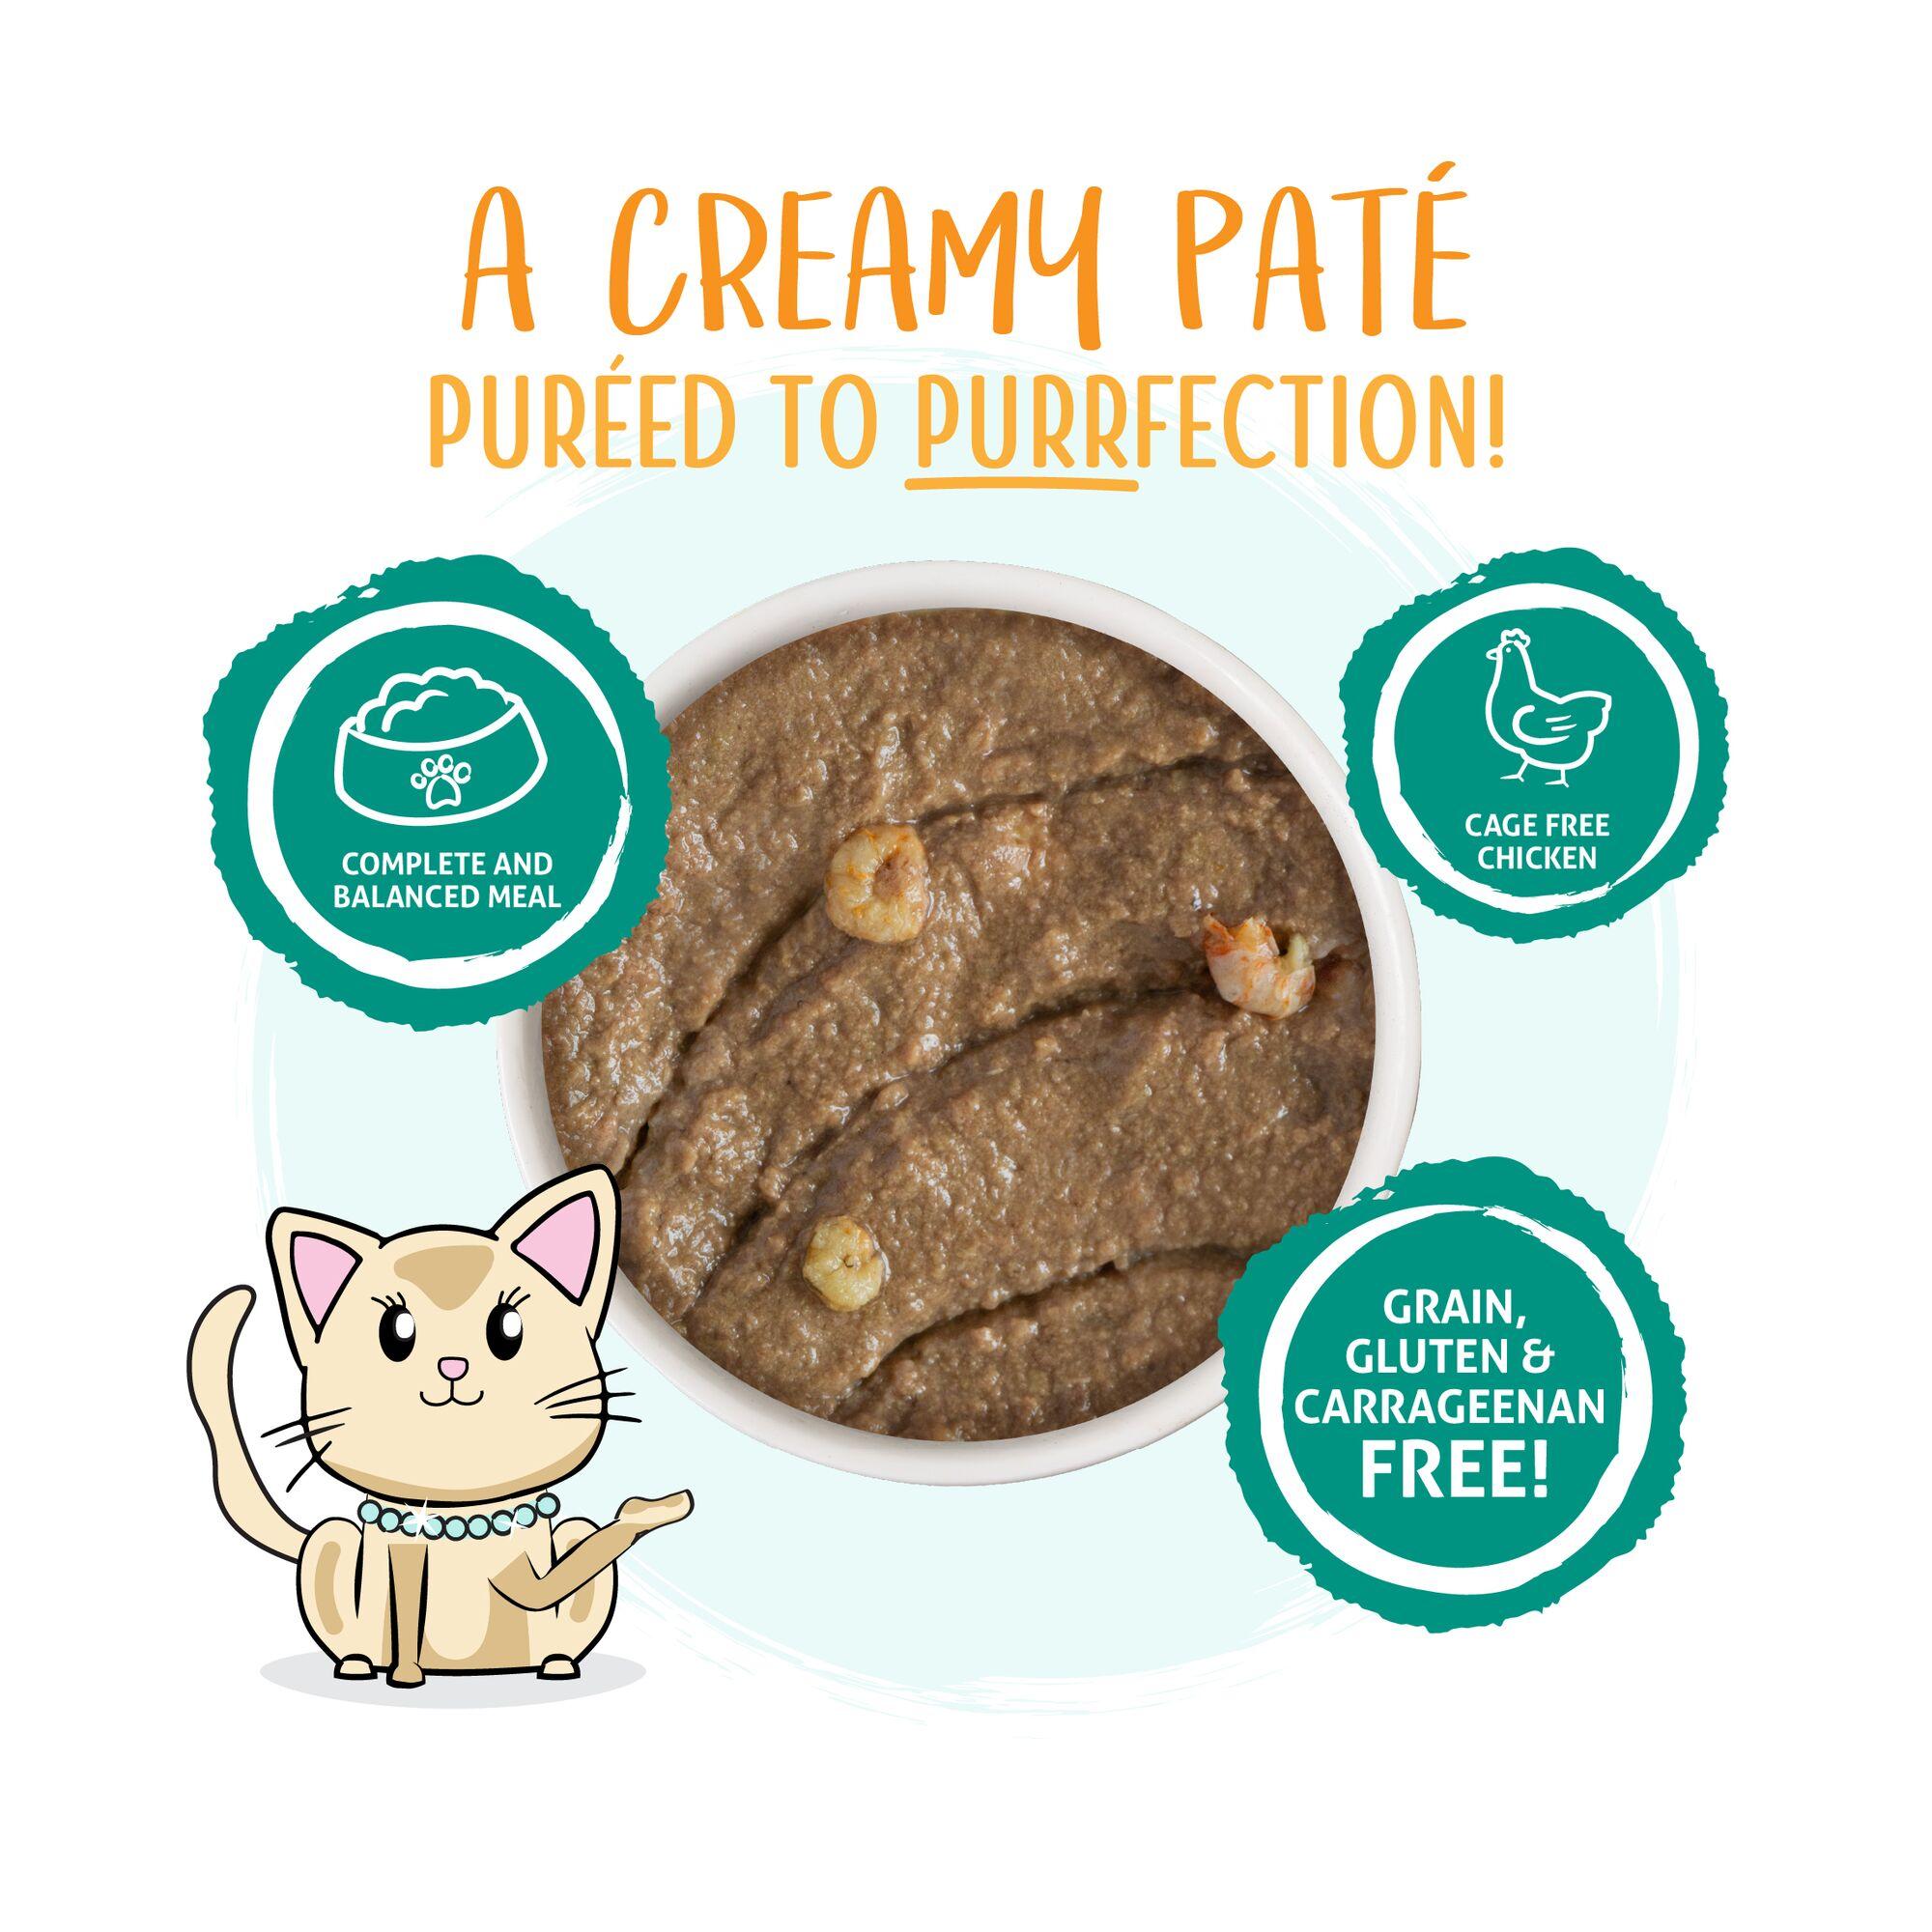 A CREAMY PATÉ
PURÉED TO PURRFECTION!
COMPLETE AND
BALANCED MEAL
CAGE FREE
CHICKEN
GRAIN,
GLUTEN &
CARRAGEENAN
FREE!